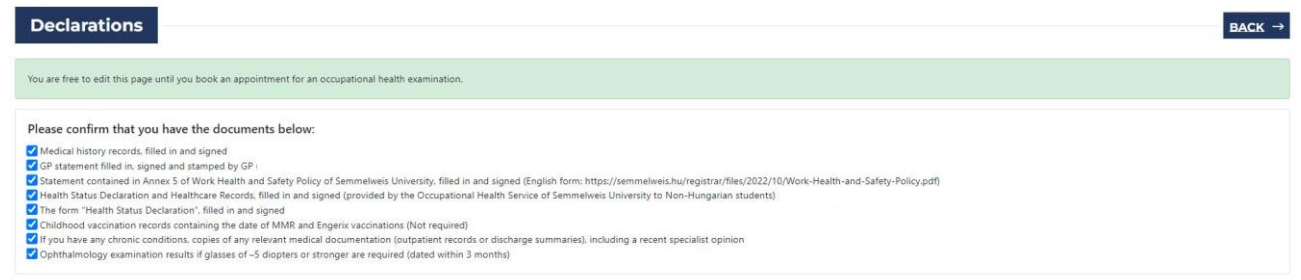 Declarations
BACK →
You are free to edit this page until you book an appointment for an occupational health examination.
Please confirm that you have the documents below:
Medical history records, filled in and signed
GP statement filled in, signed and stamped by GP
Statement contained in Annex 5 of Work Health and Safety Policy of Semmelweis University, filled in and signed (English form: https://semmelweis.hu/registrar/files/2022/10/Work-Health-and-Safety-Policy.pdf)
Health Status Declaration and Healthcare Records, filled in and signed (provided by the Occupational Health Service of Semmelweis University to Non-Hungarian students)
The form "Health Status Declaration", filled in and signed
Childhood vaccination records containing the date of MMR and Engerix vaccinations (Not required)
If you have any chronic conditions, copies of any relevant medical documentation (outpatient records or discharge summaries), including a recent specialist opinion
Ophthalmology examination results if glasses of –5 diopters or stronger are required (dated within 3 months)